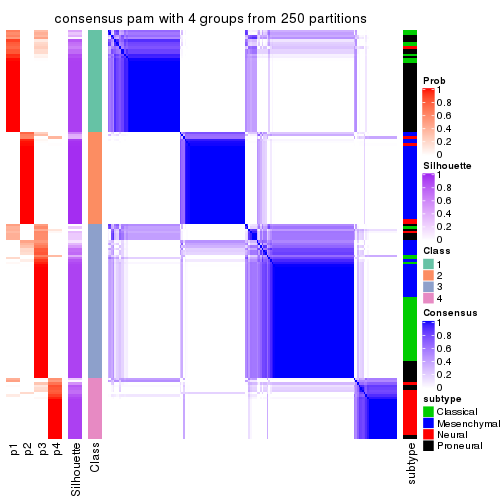 consensus pam with 4 groups from 250 partitions
Prob
1
0.8
0.6
0.4
0.2
0
Silhouette
1
0.8
0.6
0.4
0.2
0
Class
1
2
3
4
Consensus
1
0.8
0.6
0.4
0.2
0
subtype
Classical
Mesenchymal
Neural
Proneural
p1
p2
p3
p4
Silhouette
Class
subtype